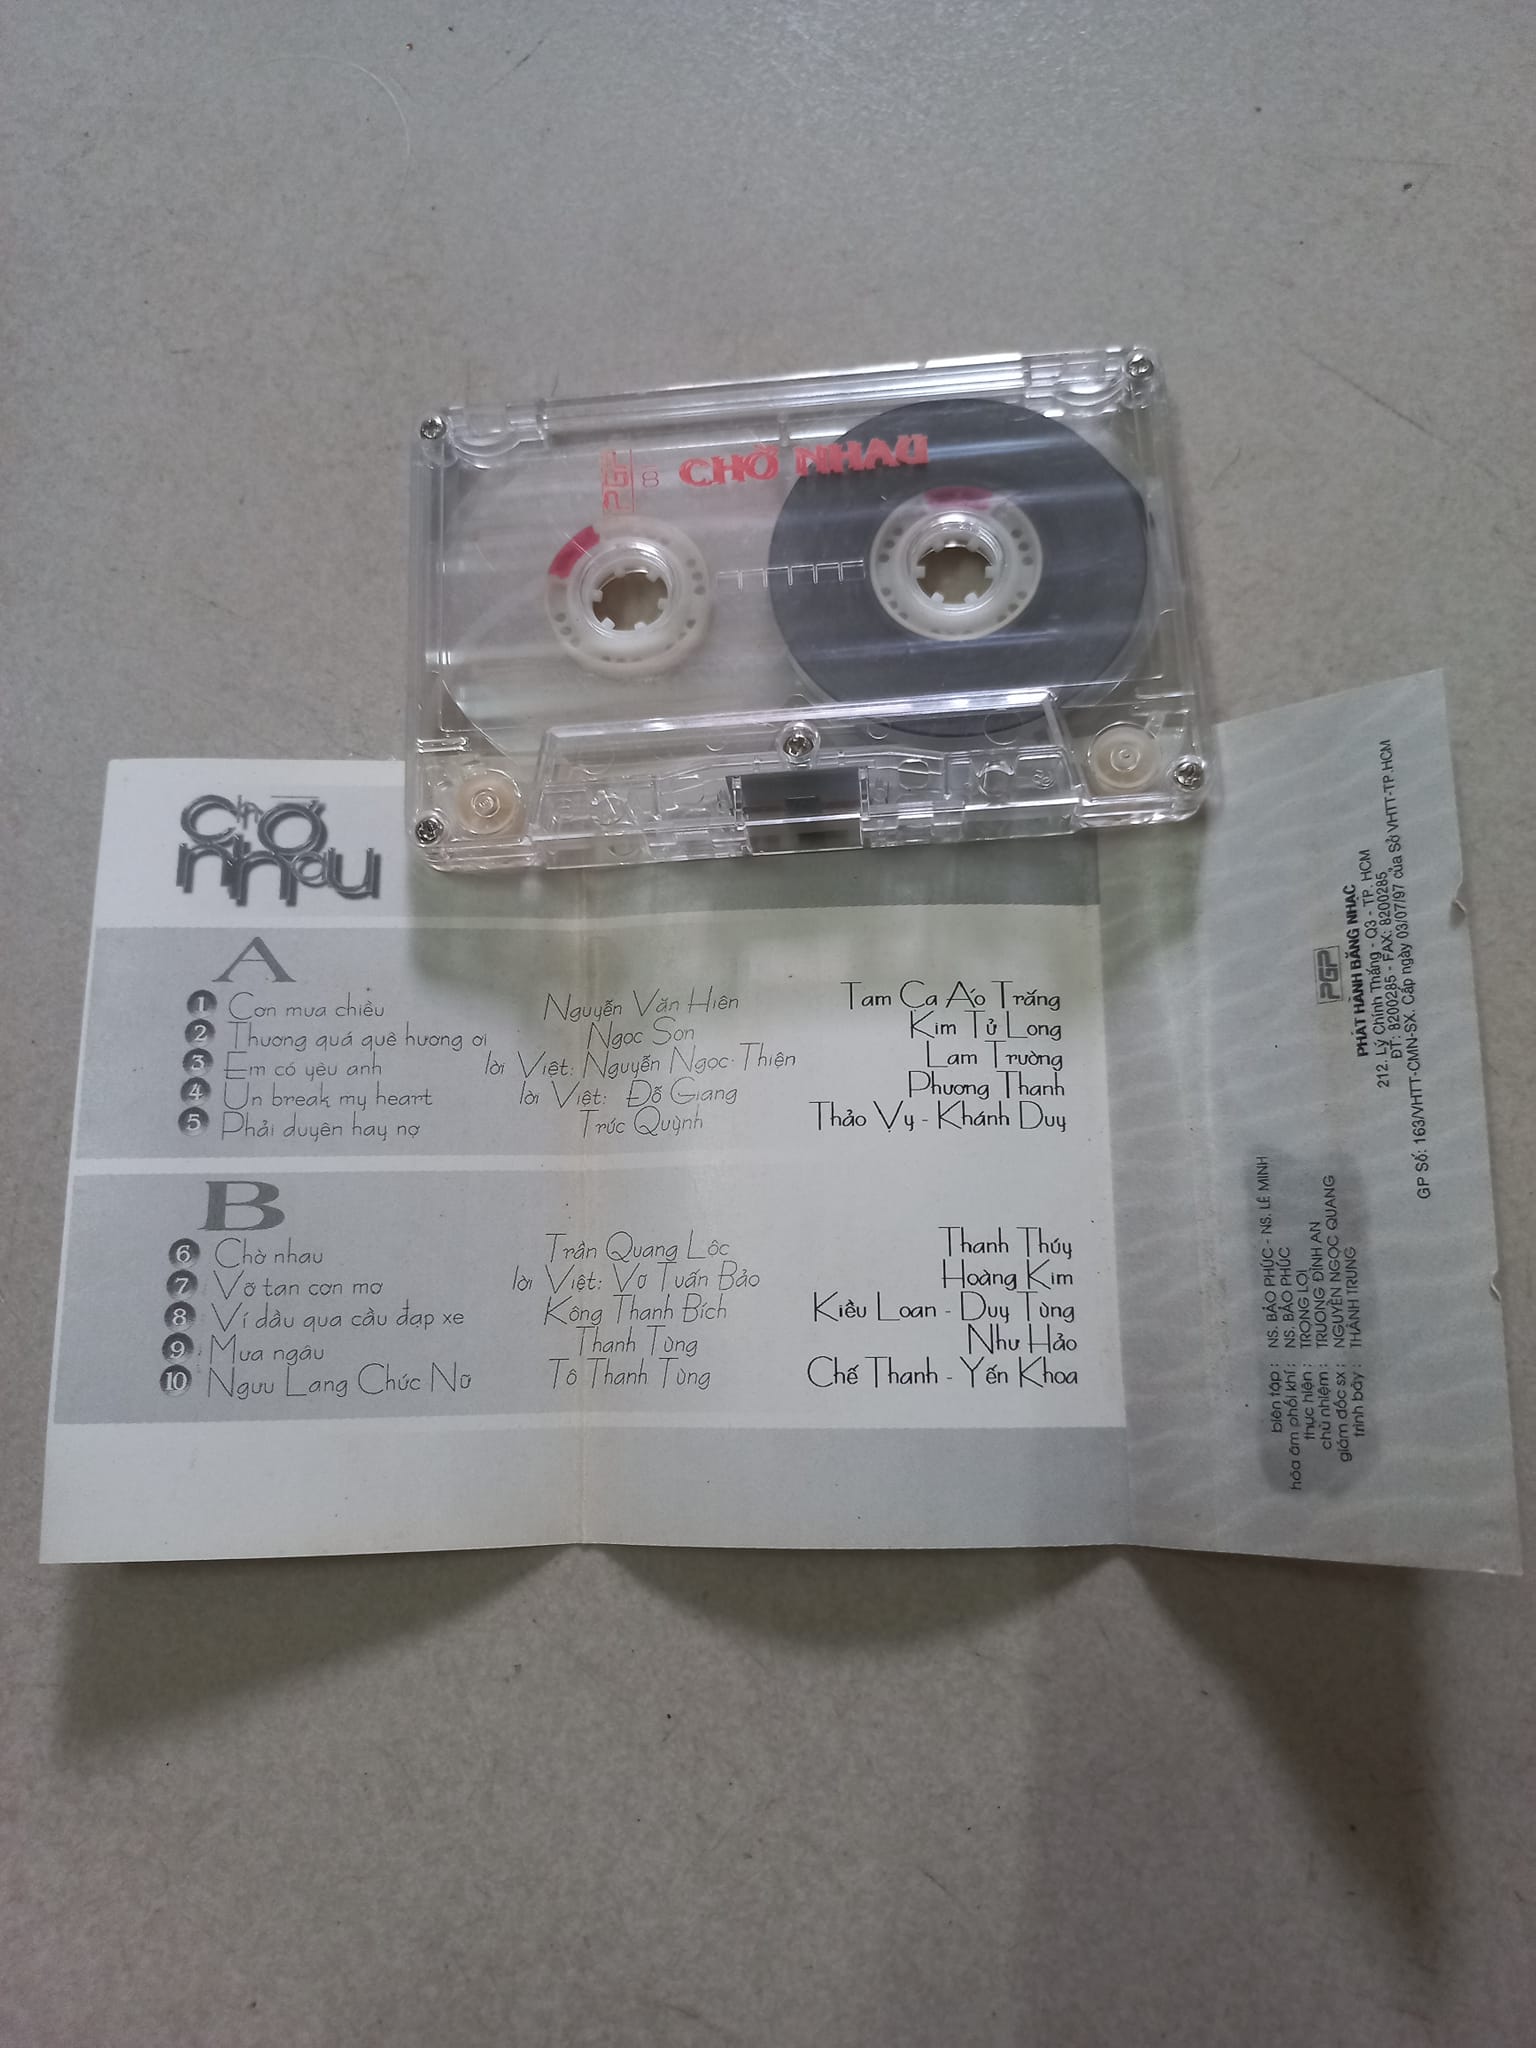 PGP
B
CHỜ NHAU
chờ
nhau
A
1 Cơn mưa chiều Nguyễn Văn Hiên Tam Ca Áo Trắng
2 Thương quá quê hương ơi Ngọc Sơn Kim Tử Long
3 Em có yêu anh lời Việt: Nguyễn Ngọc Thiện Lam Trường
4 Un break my heart lời Việt: Đỗ Giang Phương Thanh
5 Phải duyên hay nợ Trúc Quỳnh Thảo Vy - Khánh Duy
B
6 Chờ nhau Trần Quang Lộc Thanh Thúy
7 Vỡ tan cơn mơ lời Việt: Vơ Tuấn Bảo Hoàng Kim
8 Ví dầu qua cầu đạp xe Kông Thanh Bích Kiều Loan - Duy Tùng
9 Mưa ngâu Thanh Tùng Như Hảo
10 Ngưu Lang Chức Nữ Tô Thanh Tùng Chế Thanh - Yến Khoa
biên tập : NS. BẢO PHÚC - NS. LÊ MINH
hòa âm phối khí : NS. BẢO PHÚC
thực hiện : TRỌNG LỢI
chủ nhiệm : TRƯƠNG ĐÌNH AN
giám đốc sx : NGUYỄN NGỌC QUANG
trình bày : THÀNH TRUNG
PGP
PHÁT HÀNH BĂNG NHẠC
212. Lý Chính Thắng - Q3 - TP. HCM
ĐT: 8200285 - FAX: 8200285
GP Số: 163/VHTT-CMN-SX. Cấp ngày 03/07/97 của Sở VHTT-TP.HCM